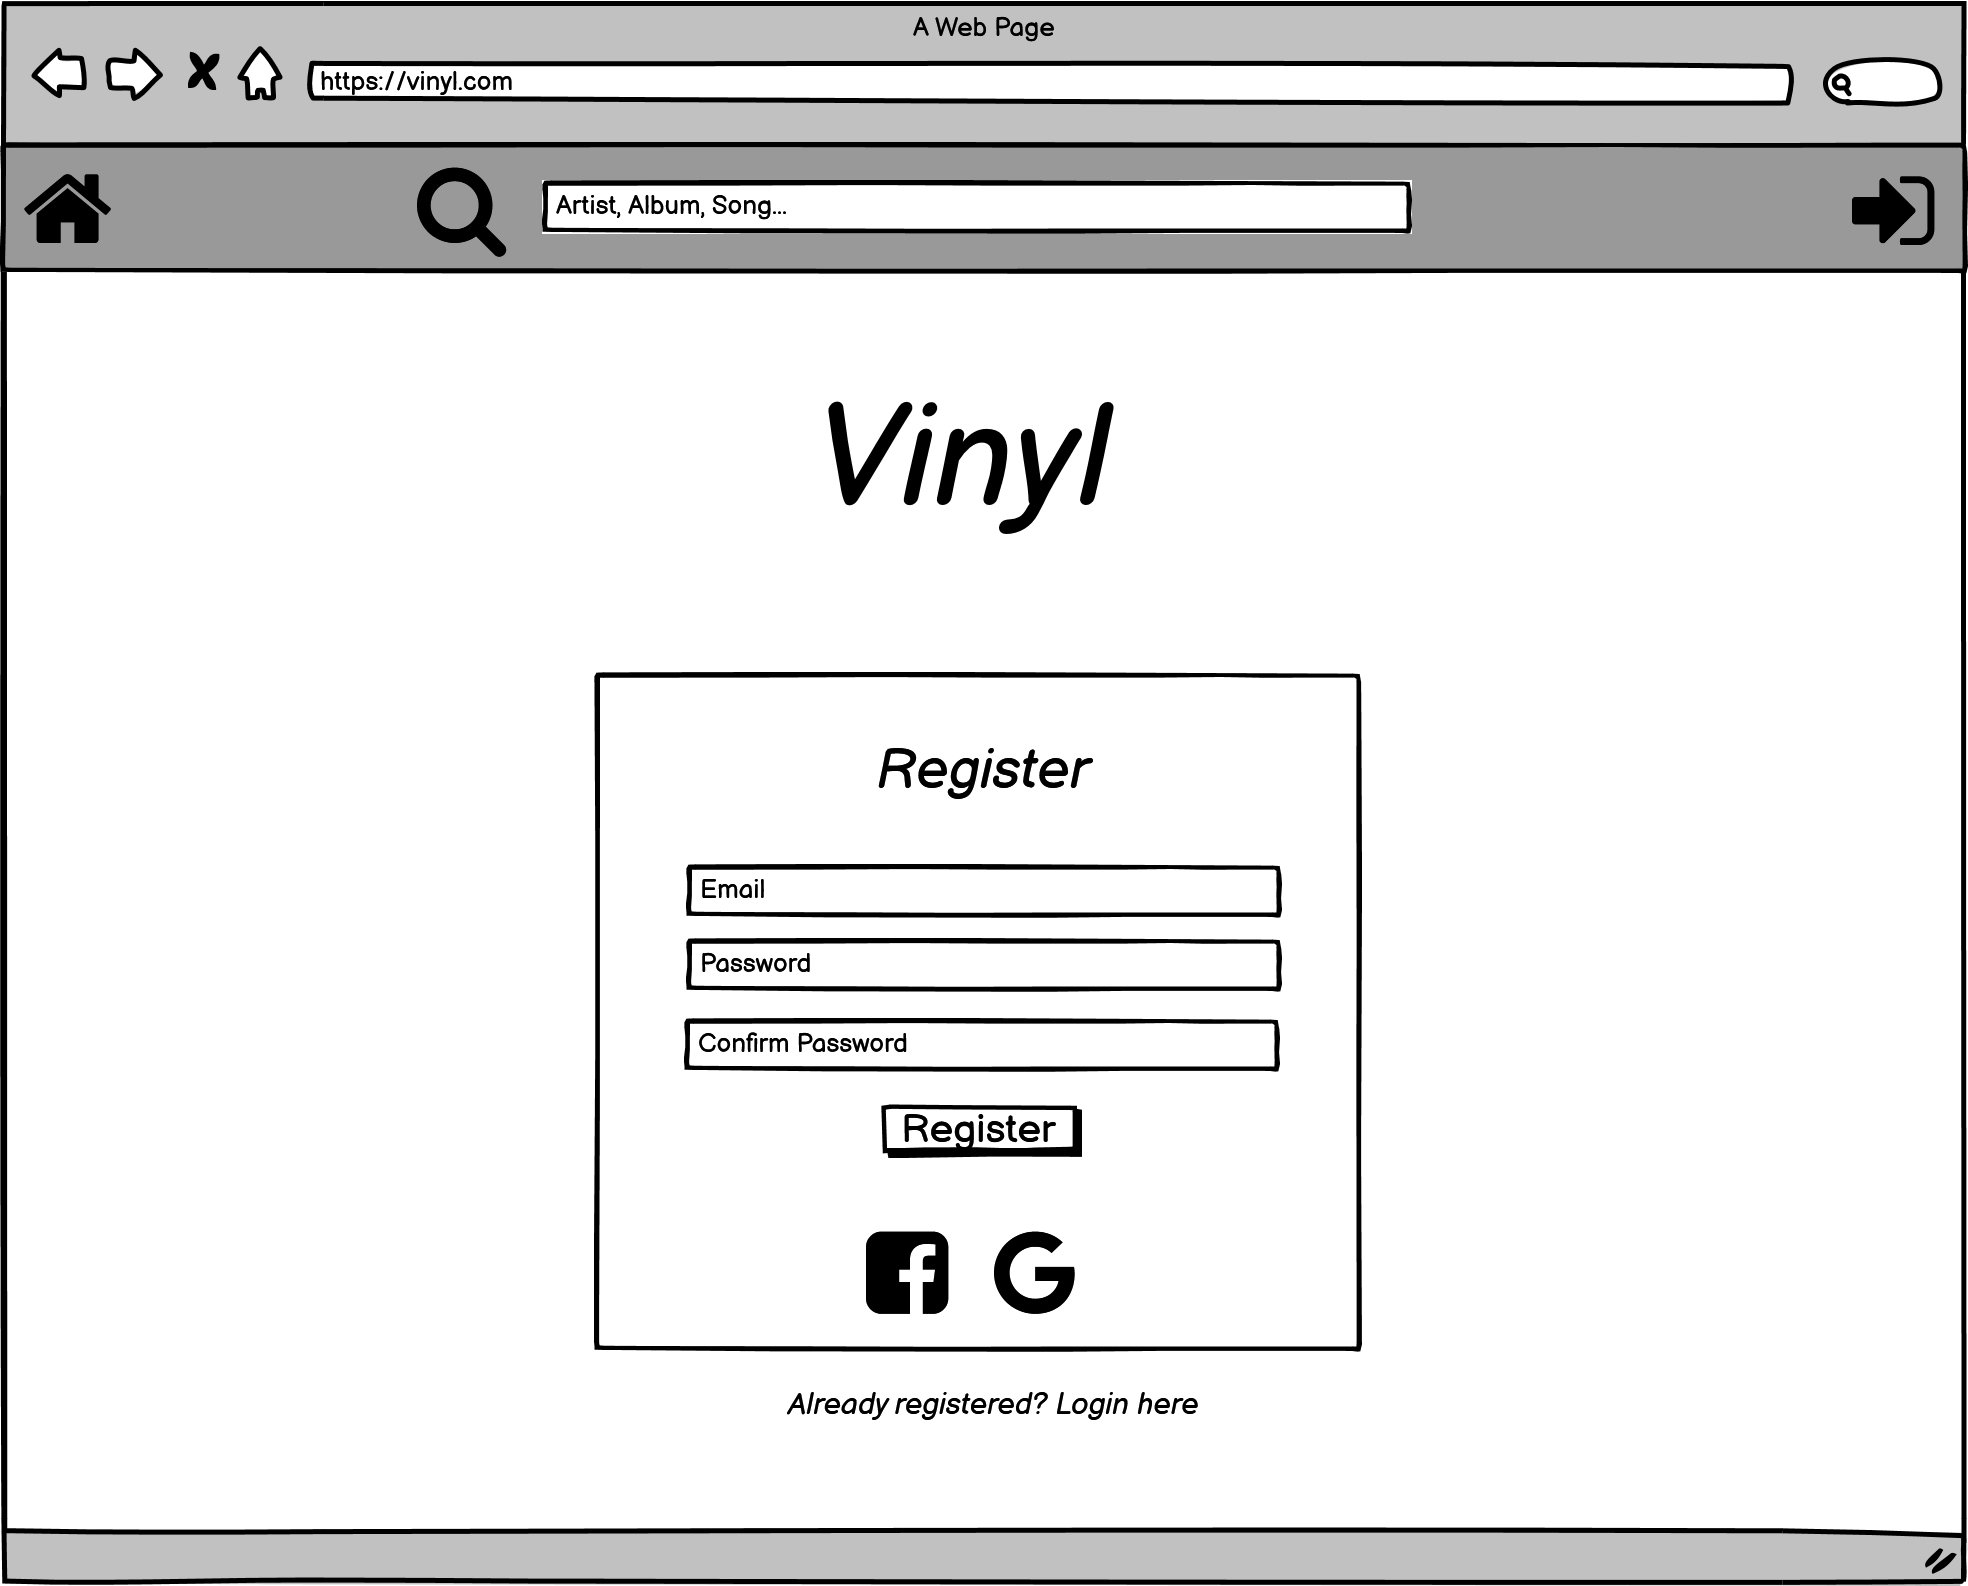 A Web Page
https://vinyl.com
Artist, Album, Song...
Vinyl
Register
Email
Password
Confirm Password
Register
Already registered? Login here